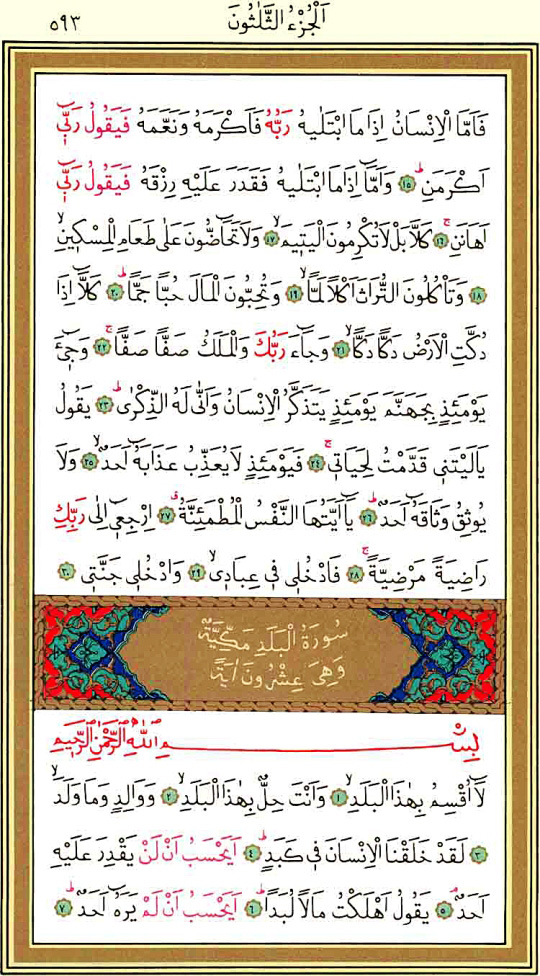 اَلْجُزْءُ الثَّلٰثُونَ
٥٩٣
فَاَمَّا الْاِنْسَانُ اِذَا مَا ابْتَلٰيهُ رَبُّهُ فَاَكْرَمَهُ وَنَعَّمَهُ فَيَقُولُ رَبّ۪ٓي
اَكْرَمَنِۜ ١٥ وَاَمَّٓا اِذَا مَا ابْتَلٰيهُ فَقَدَرَ عَلَيْهِ رِزْقَهُ فَيَقُولُ رَبّ۪ٓي
اَهَانَنِۚ ١٦ كَلَّا بَلْ لَا تُكْرِمُونَ الْيَت۪يمَۙ ١٧ وَلَا تَحَٓاضُّونَ عَلٰى طَعَامِ الْمِسْك۪ينِۙ
١٨ وَتَأْكُلُونَ التُّرَاثَ اَكْلًا لَمًّاۙ ١٩ وَتُحِبُّونَ الْمَالَ حُبًّا جَمًّاۜ ٢٠ كَلَّٓا اِذَا
دُكَّتِ الْاَرْضُ دَكًّا دَكًّاۙ ٢١ وَجَٓاءَ رَبُّكَ وَالْمَلَكُ صَفًّا صَفًّاۚ ٢٢ وَج۪ٓيءَ
يَوْمَئِذٍ بِجَهَنَّمَ يَوْمَئِذٍ يَتَذَكَّرُ الْاِنْسَانُ وَاَنّٰى لَهُ الذِّكْرٰىۜ ٢٣ يَقُولُ
يَالَيْتَن۪ي قَدَّمْتُ لِحَيَات۪يۚ ٢٤ فَيَوْمَئِذٍ لَا يُعَذِّبُ عَذَابَهُٓ اَحَدٌۙ ٢٥ وَلَا
يُوثِقُ وَثَاقَهُٓ اَحَدٌۜ ٢٦ يَٓا اَيَّتُهَا النَّفْسُ الْمُطْمَئِنَّةُۗ ٢٧ اِرْجِع۪ٓي اِلٰى رَبِّكِ
رَاضِيَةً مَرْضِيَّةًۚ ٢٨ فَادْخُل۪ي ف۪ي عِبَاد۪يۙ ٢٩ وَادْخُل۪ي جَنَّت۪ي ٣٠
سُورَةُ الْبَلَدِ مَكِّيَّةٌ
وَهِيَ عِشْرُونَ اٰيَةً
بِسْمِ اللّٰهِ الرَّحْمٰنِ الرَّح۪يمِ
لَٓا اُقْسِمُ بِهٰذَا الْبَلَدِۙ ١ وَاَنْتَ حِلٌّ بِهٰذَا الْبَلَدِۙ ٢ وَوَالِدٍ وَمَا وَلَدَۙ
٣ لَقَدْ خَلَقْنَا الْاِنْسَانَ ف۪ي كَبَدٍۜ ٤ اَيَحْسَبُ اَنْ لَنْ يَقْدِرَ عَلَيْهِ
اَحَدٌۢ ٥ يَقُولُ اَهْلَكْتُ مَالًا لُبَدًاۜ ٦ اَيَحْسَبُ اَنْ لَمْ يَرَهُٓ اَحَدٌۜ ٧